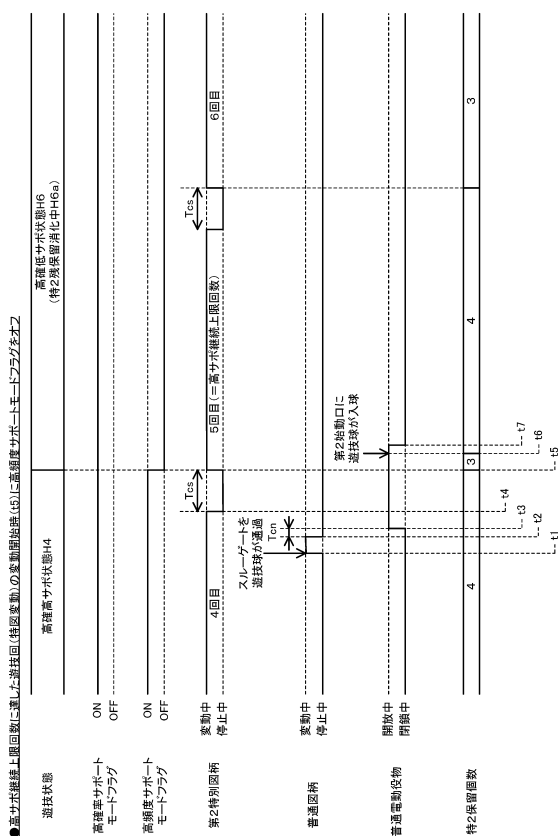 ●高サポ継続上限回数に達した遊技回(特図変動)の変動開始時(t5)に高頻度サポートモードフラグをオフ
遊技状態
高確高サポ状態H4
高確低サポ状態H6
(特2残保留消化中H6a)
高確率サポート
モードフラグ
ON
OFF
高頻度サポート
モードフラグ
ON
OFF
第2特別図柄
変動中
停止中
4回目
Tcs
5回目(=高サポ継続上限回数)
Tcs
6回目
普通図柄
変動中
停止中
スルーゲートを
遊技球が通過
Tcn
普通電動役物
開放中
閉鎖中
第2始動口に
遊技球が入球
特2保留個数
4
3
4
3
t1
t2
t3
t4
t5
t6
t7